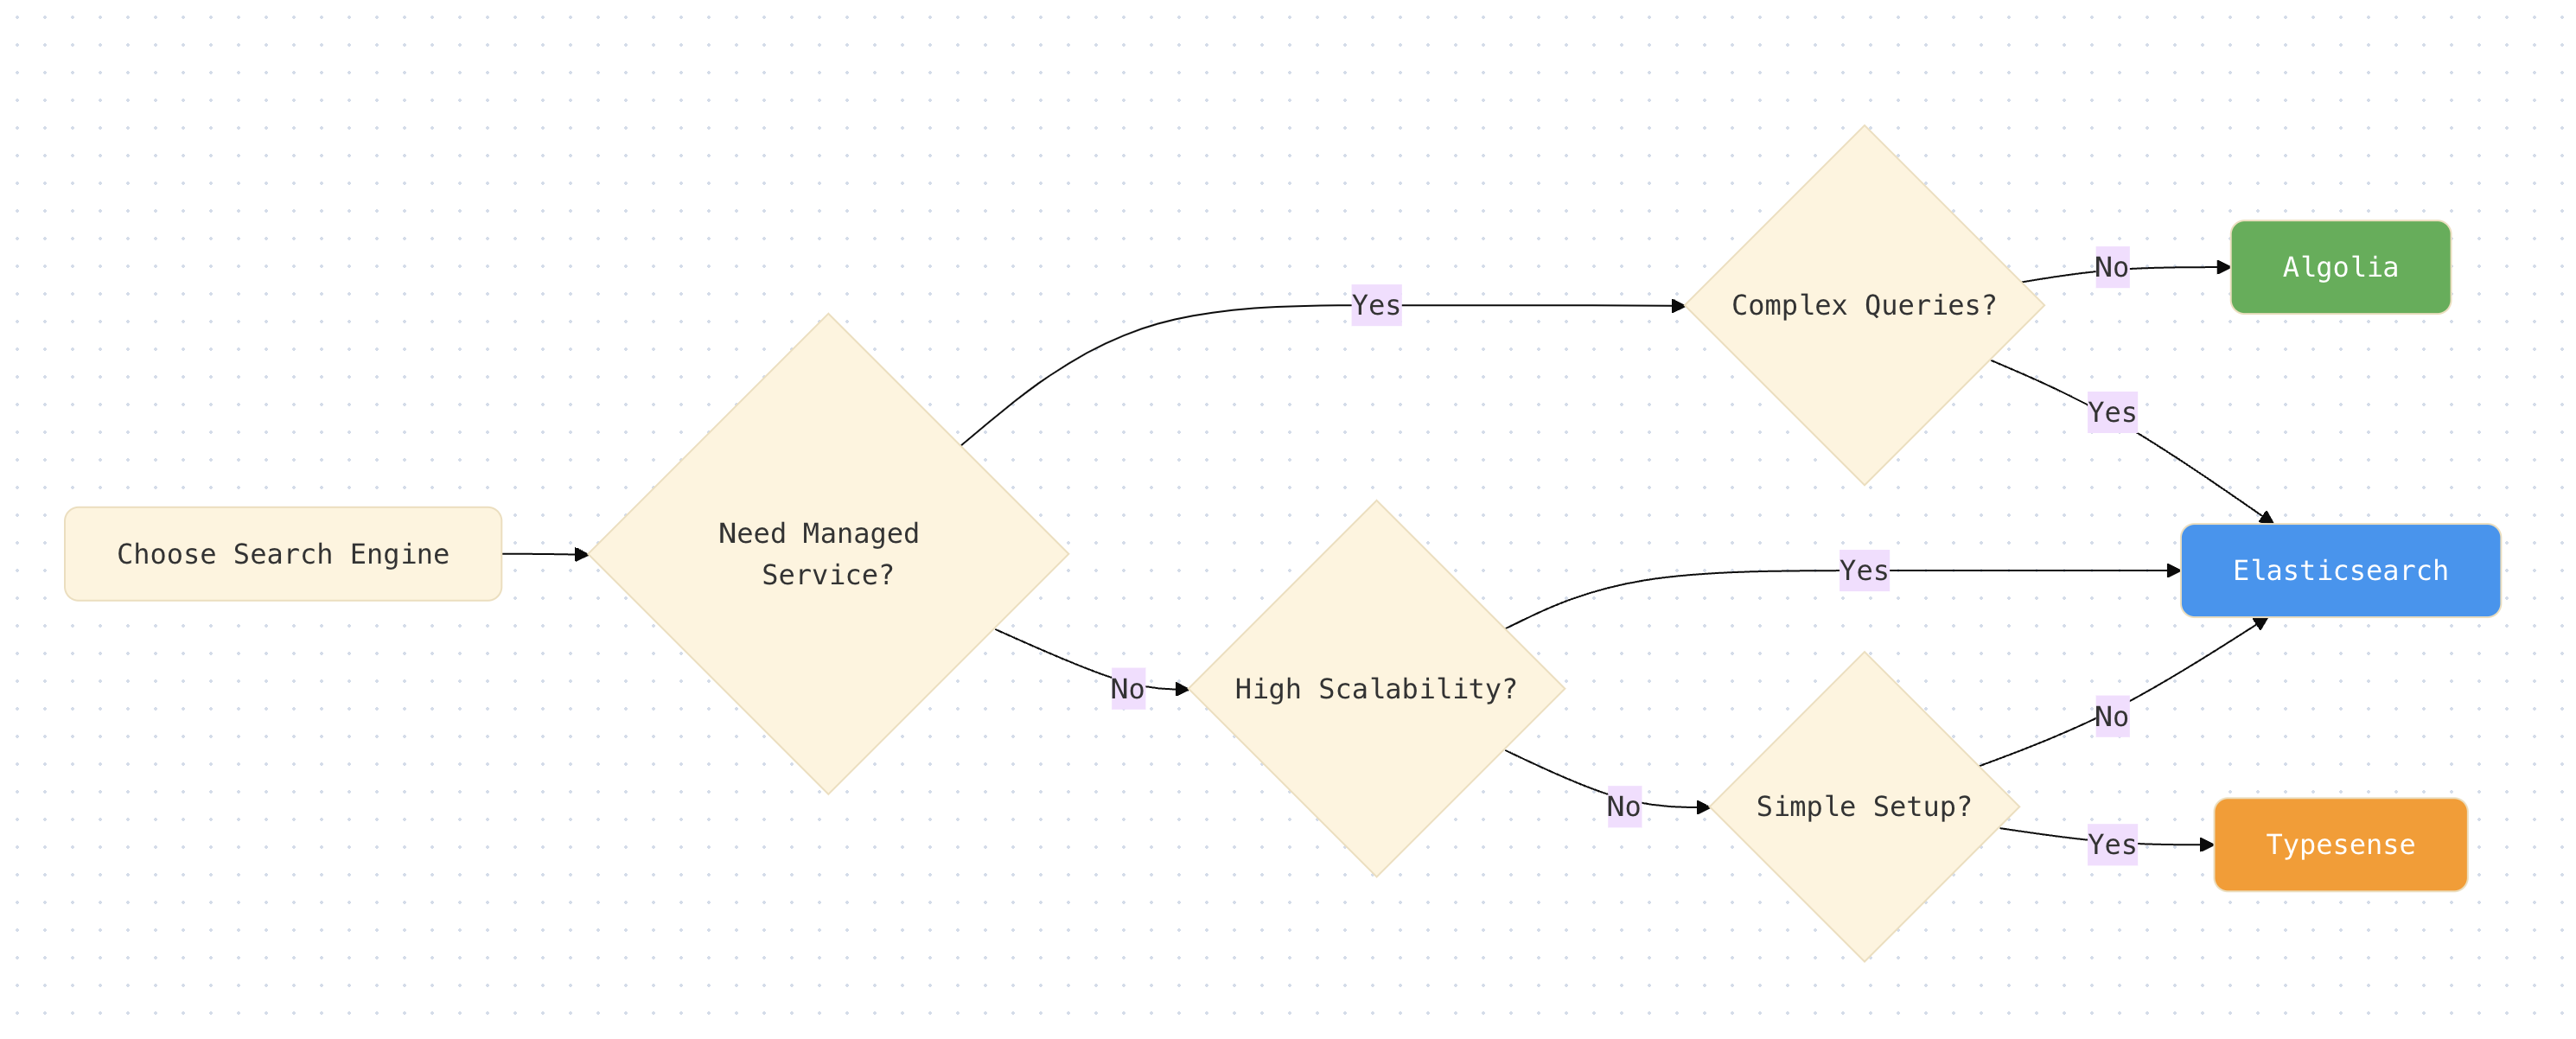 Choose Search Engine
Need Managed
Service?
Yes
No
Complex Queries?
No
Yes
Algolia
High Scalability?
Yes
No
Elasticsearch
Simple Setup?
No
Yes
Typesense